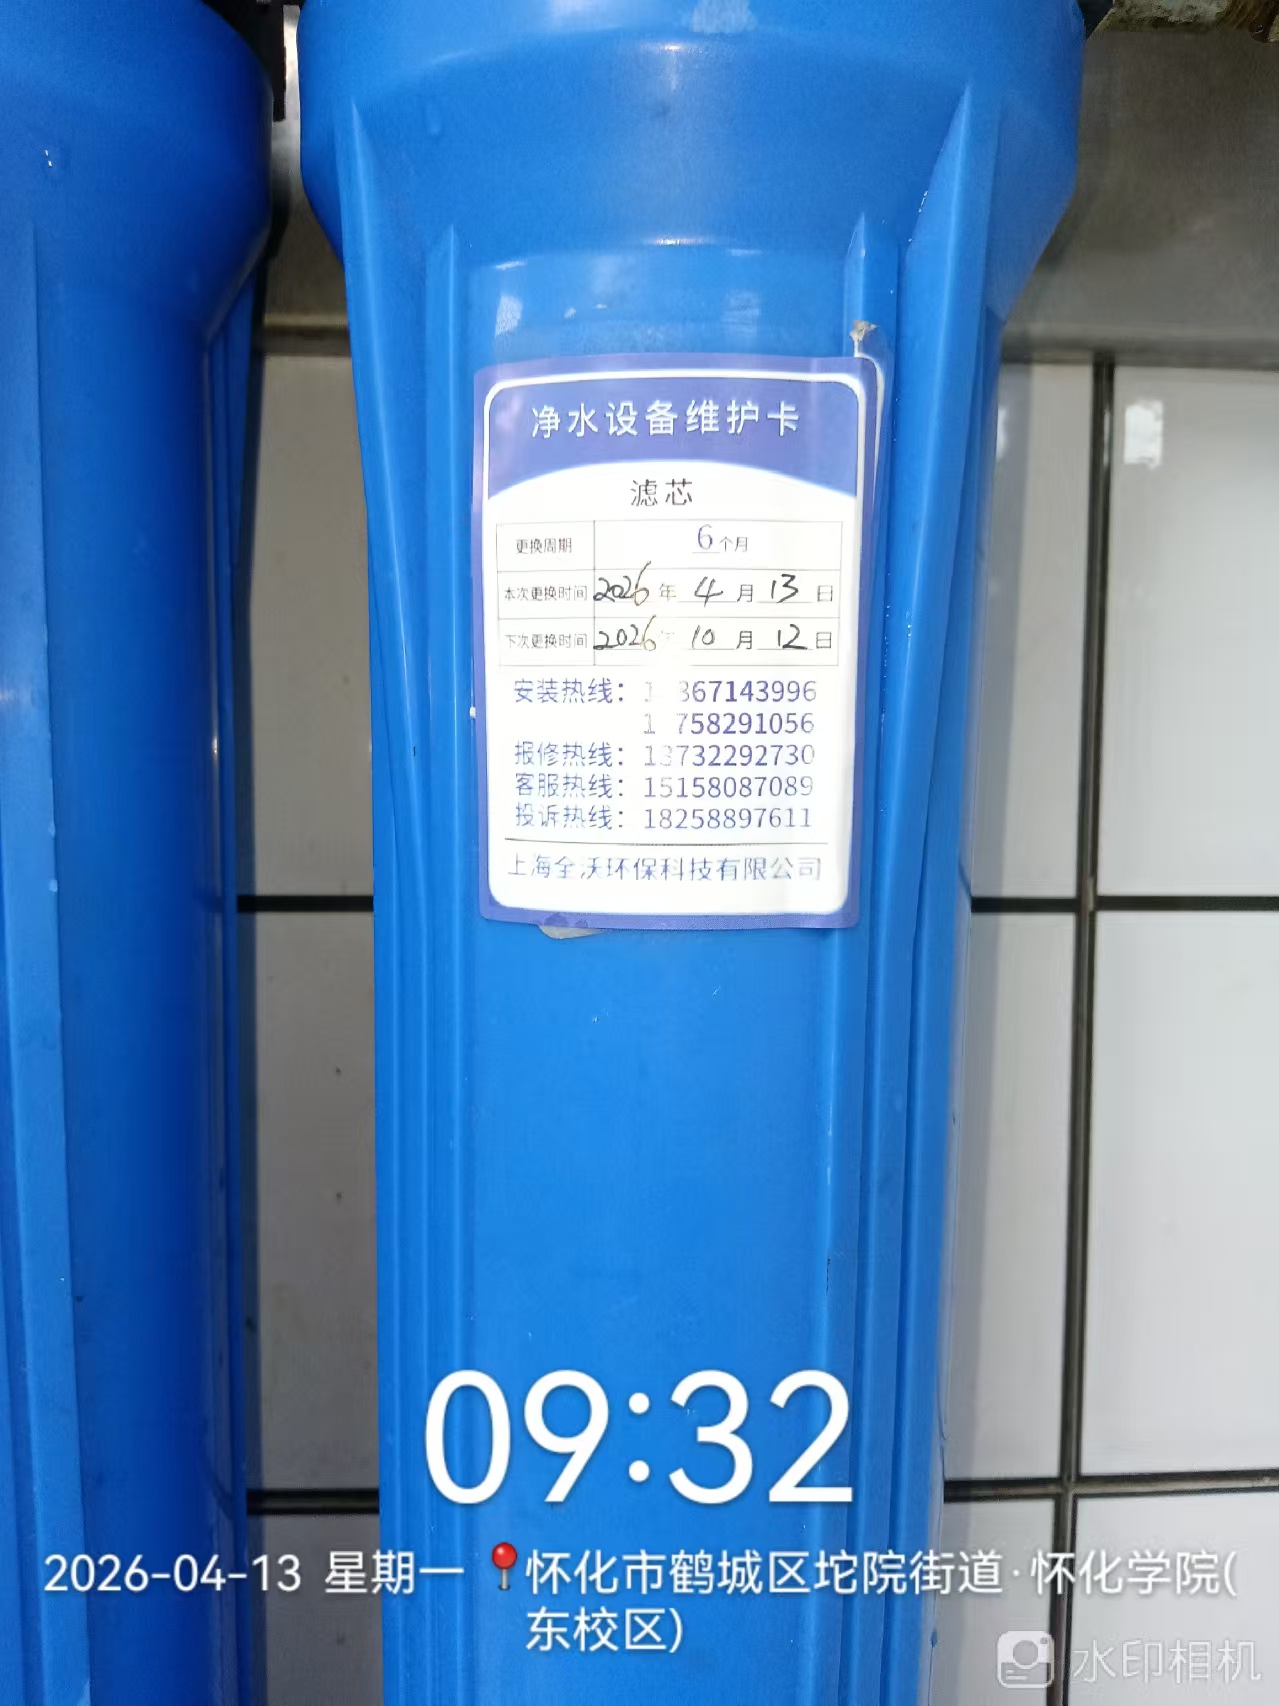 净水设备维护卡
滤芯
更换周期 6个月
本次更换时间 2026年 4月 13日
下次更换时间 2026年 10月 12日
安装热线：1 367143996
1 758291056
报修热线：13732292730
客服热线：15158087089
投诉热线：18258897611
上海全沃环保科技有限公司
09:32
2026-04-13 星期一 怀化市鹤城区坨院街道·怀化学院(
东校区)
水印相机